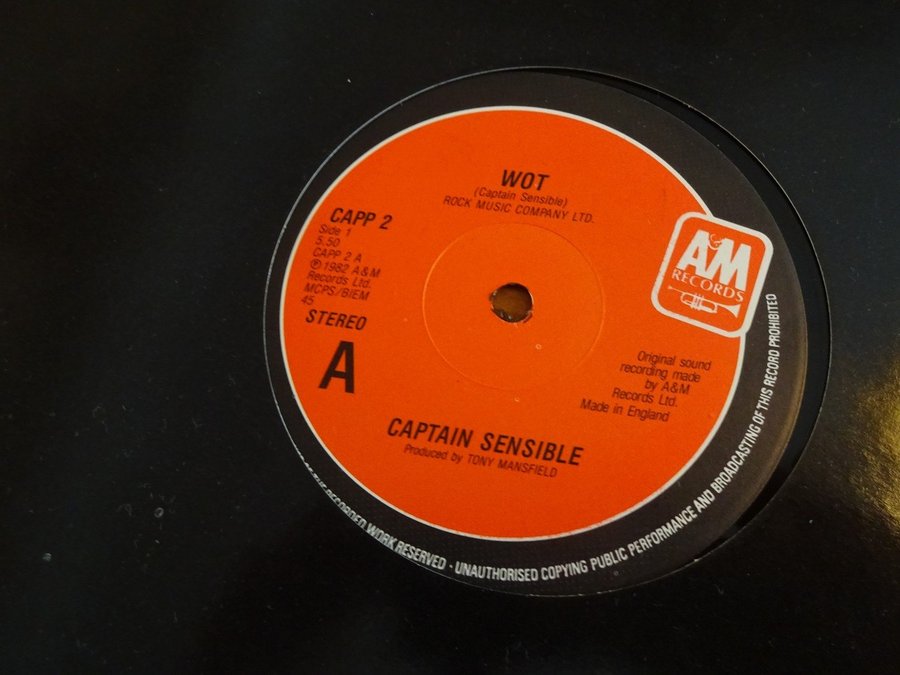 WOT
(Captain Sensible)
ROCK MUSIC COMPANY LTD.
CAPP 2
Side 1
5.50
CAPP 2 A
℗1982 A&M
Records Ltd.
MCPS/BIEM
45
STEREO
A
A&M
RECORDS
Original sound
recording made
by A&M
Records Ltd.
Made in England
CAPTAIN SENSIBLE
Produced by TONY MANSFIELD
THE RECORDED WORK RESERVED · UNAUTHORISED COPYING PUBLIC PERFORMANCE AND BROADCASTING OF THIS RECORD PROHIBITED